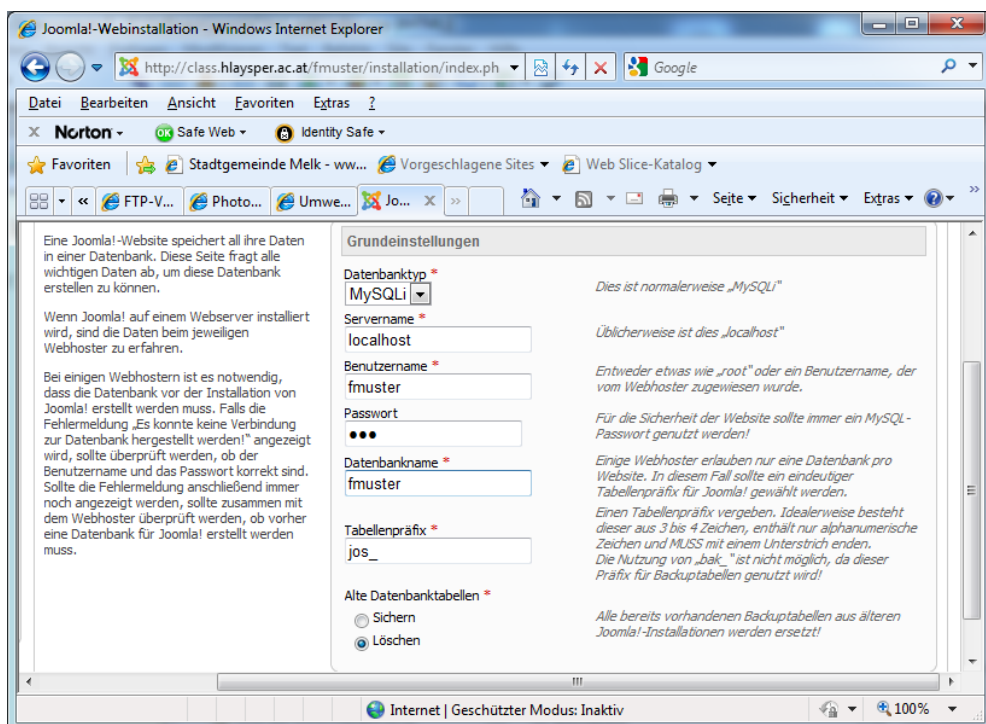 Joomla!-Webinstallation - Windows Internet Explorer
http://class.hlaysper.ac.at/fmuster/installation/index.ph
Google
Datei Bearbeiten Ansicht Favoriten Extras ?
x Norton - OK Safe Web Identity Safe
Favoriten Stadtgemeinde Melk - ww... Vorgeschlagene Sites Web Slice-Katalog
« FTP-V... Photo... Umwe... Jo... X » Seite Sicherheit Extras ? »
Eine Joomla!-Website speichert all ihre Daten
in einer Datenbank. Diese Seite fragt alle
wichtigen Daten ab, um diese Datenbank
erstellen zu können.
Wenn Joomla! auf einem Webserver installiert
wird, sind die Daten beim jeweiligen
Webhoster zu erfahren.
Bei einigen Webhostern ist es notwendig,
dass die Datenbank vor der Installation von
Joomla! erstellt werden muss. Falls die
Fehlermeldung „Es konnte keine Verbindung
zur Datenbank hergestellt werden!“ angezeigt
wird, sollte überprüft werden, ob der
Benutzername und das Passwort korrekt sind.
Sollte die Fehlermeldung anschließend immer
noch angezeigt werden, sollte zusammen mit
dem Webhoster überprüft werden, ob vorher
eine Datenbank für Joomla! erstellt werden
muss.
Grundeinstellungen
Datenbanktyp *
MySQLi
Dies ist normalerweise „MySQLi“
Servername *
localhost
Üblicherweise ist dies „localhost“
Benutzername *
fmuster
Entweder etwas wie „root“ oder ein Benutzername, der
vom Webhoster zugewiesen wurde.
Passwort
●●●
Für die Sicherheit der Website sollte immer ein MySQL-
Passwort genutzt werden!
Datenbankname *
fmuster
Einige Webhoster erlauben nur eine Datenbank pro
Website. In diesem Fall sollte ein eindeutiger
Tabellenpräfix für Joomla! gewählt werden.
Tabellenpräfix *
jos_
Einen Tabellenpräfix vergeben. Idealerweise besteht
dieser aus 3 bis 4 Zeichen, enthält nur alphanumerische
Zeichen und MUSS mit einem Unterstrich enden.
Die Nutzung von „bak_“ ist nicht möglich, da dieser
Präfix für Backuptabellen genutzt wird!
Alte Datenbanktabellen *
Sichern
Löschen
Alle bereits vorhandenen Backuptabellen aus älteren
Joomla!-Installationen werden ersetzt!
Internet | Geschützter Modus: Inaktiv
100%